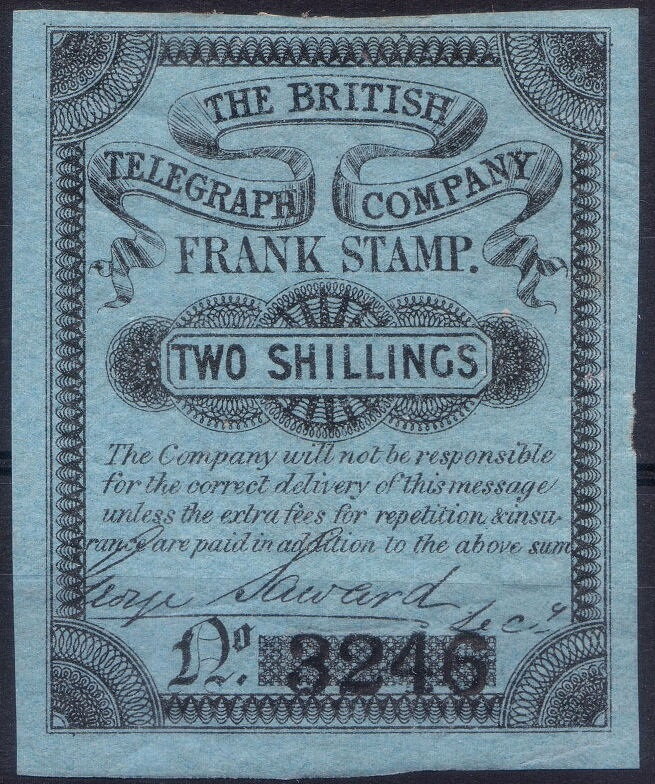 THE BRITISH
TELEGRAPH COMPANY
FRANK STAMP.
TWO SHILLINGS
The Company will not be responsible
for the correct delivery of this message
unless the extra fees for repetition & insu-
rance are paid in addition to the above sum
George Saward Secy.
No. 3246